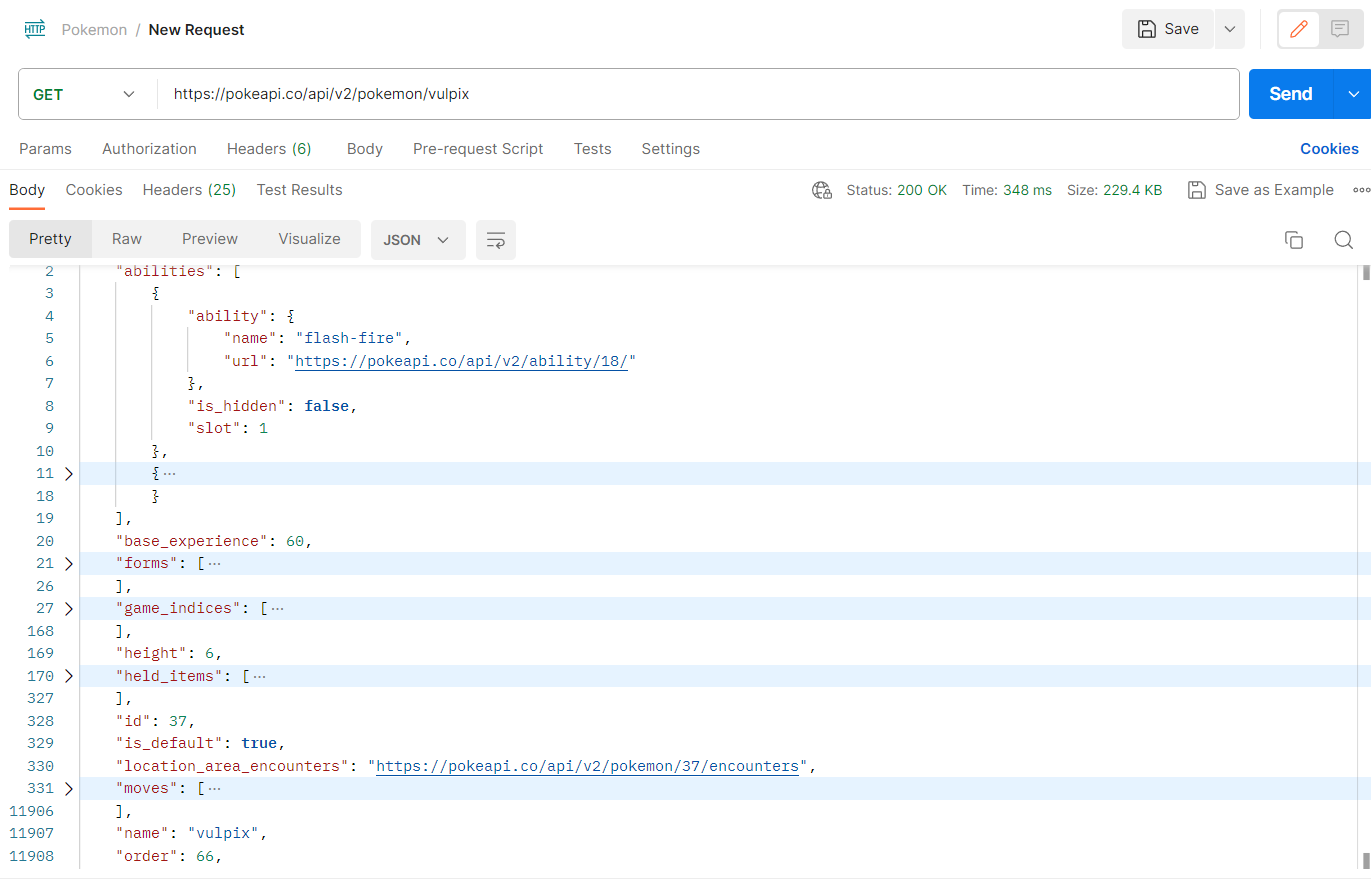 HTTP Pokemon / New Request Save
GET https://pokeapi.co/api/v2/pokemon/vulpix Send
Params Authorization Headers (6) Body Pre-request Script Tests Settings Cookies
Body Cookies Headers (25) Test Results Status: 200 OK Time: 348 ms Size: 229.4 KB Save as Example
Pretty Raw Preview Visualize JSON
2 "abilities": [
3 {
4 "ability": {
5 "name": "flash-fire",
6 "url": "https://pokeapi.co/api/v2/ability/18/"
7 },
8 "is_hidden": false,
9 "slot": 1
10 },
11 {···
18 }
19 ],
20 "base_experience": 60,
21 "forms": [···
26 ],
27 "game_indices": [···
168 ],
169 "height": 6,
170 "held_items": [···
327 ],
328 "id": 37,
329 "is_default": true,
330 "location_area_encounters": "https://pokeapi.co/api/v2/pokemon/37/encounters",
331 "moves": [···
11906 ],
11907 "name": "vulpix",
11908 "order": 66,